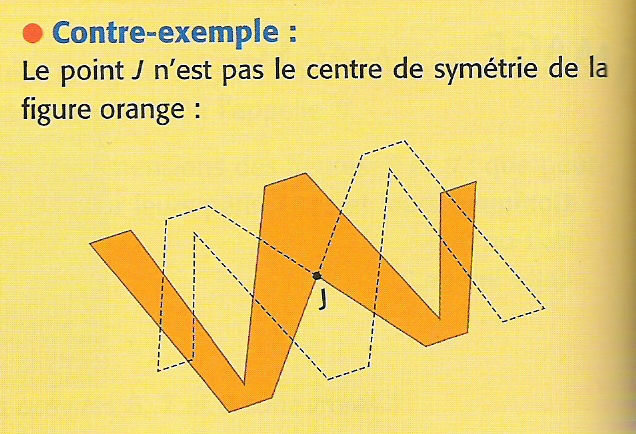 ● Contre-exemple :
Le point J n'est pas le centre de symétrie de la
figure orange :
J